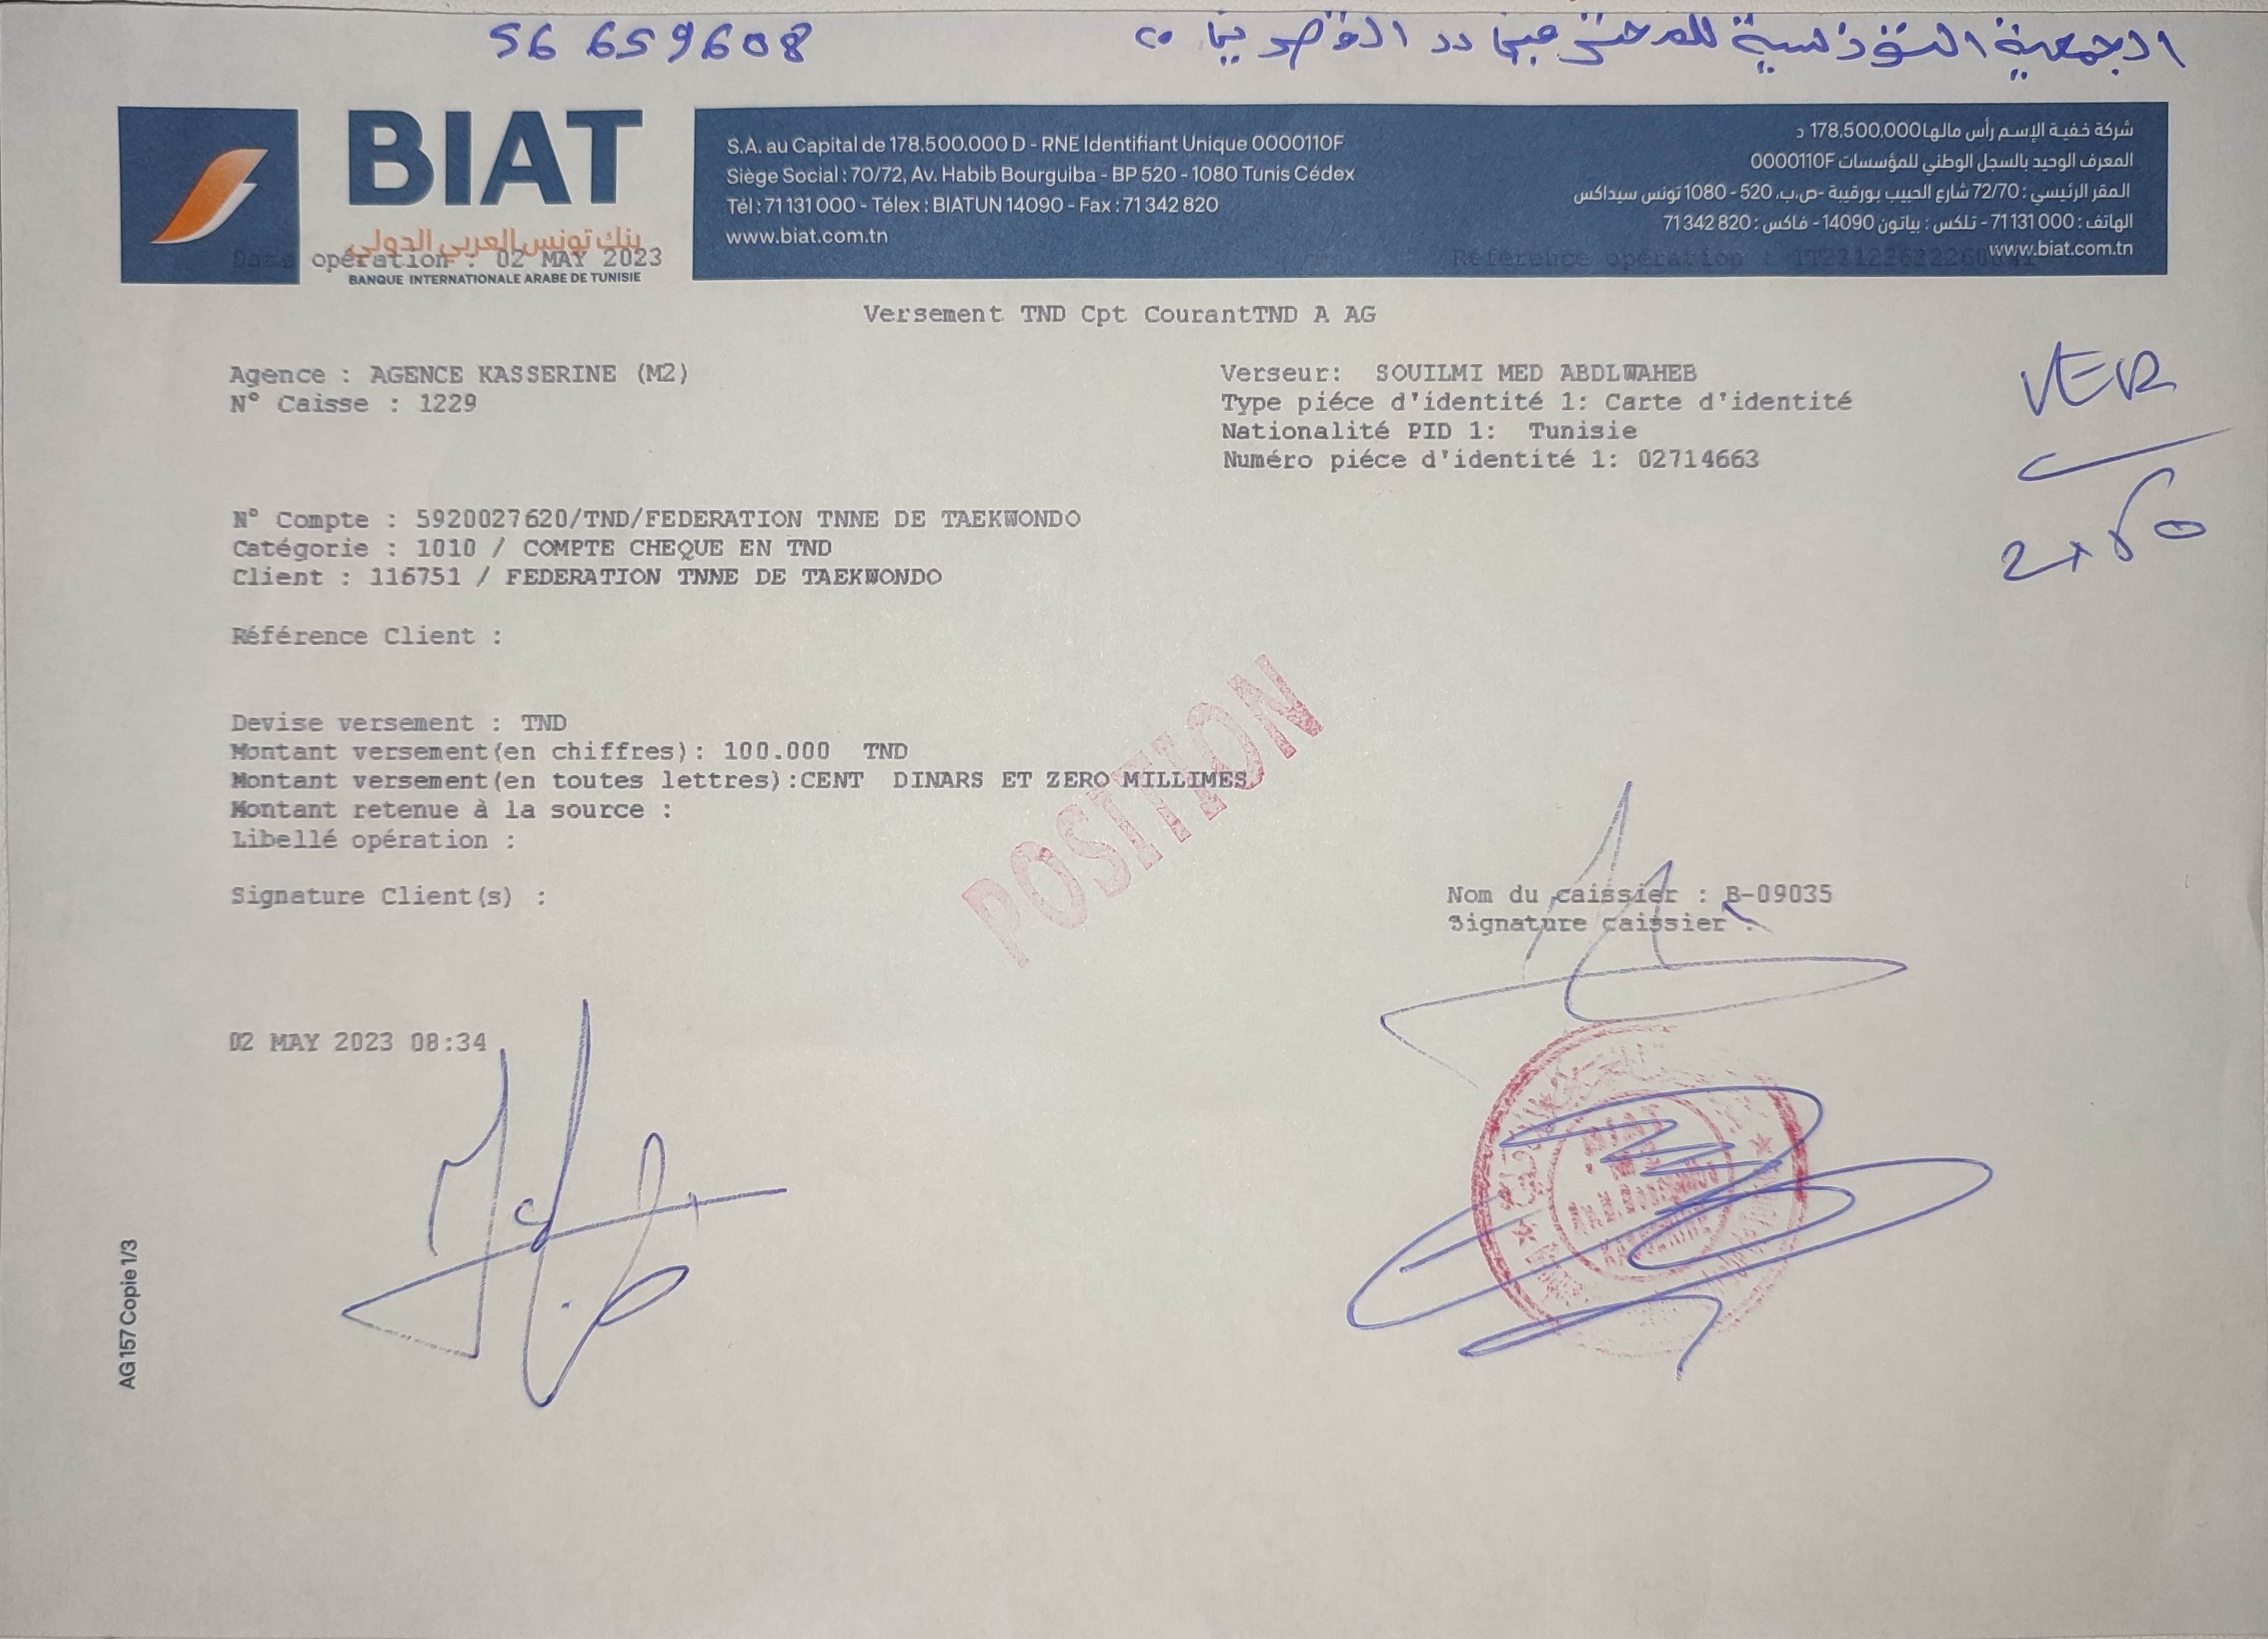 56 659608 الجمعية التونسية للمحترفين دد القصرين دد
BIAT
بنك تونس العربي الدولي
BANQUE INTERNATIONALE ARABE DE TUNISIE
S.A. au Capital de 178.500.000 D - RNE Identifiant Unique 0000110F
Siège Social : 70/72, Av. Habib Bourguiba - BP 520 - 1080 Tunis Cédex
Tél : 71 131 000 - Télex : BIATUN 14090 - Fax : 71 342 820
www.biat.com.tn
شركة خفية الإسم رأس مالها 178.500.000 د
المعرف الوحيد بالسجل الوطني للمؤسسات 0000110F
المقر الرئيسي : 72/70 شارع الحبيب بورقيبة -ص.ب. 520 - 1080 تونس سيداكس
الهاتف : 71 131 000 - تلكس : بياتون 14090 - فاكس : 71 342 820
www.biat.com.tn
Date opération : 02 MAY 2023
Référence opération :
Versement TND Cpt CourantTND A AG
Agence : AGENCE KASSERINE (M2)
N° Caisse : 1229
Verseur: SOUILMI MED ABDLWAHEB
Type piéce d'identité 1: Carte d'identité
Nationalité PID 1: Tunisie
Numéro piéce d'identité 1: 02714663
VER
2x50
N° Compte : 5920027620/TND/FEDERATION TNNE DE TAEKWONDO
Catégorie : 1010 / COMPTE CHEQUE EN TND
Client : 116751 / FEDERATION TNNE DE TAEKWONDO
Référence Client :
Devise versement : TND
Montant versement(en chiffres): 100.000 TND
Montant versement(en toutes lettres):CENT DINARS ET ZERO MILLIMES
Montant retenue à la source :
Libellé opération :
POSITION
Signature Client(s) :
Nom du caissier : B-09035
Signature caissier :
02 MAY 2023 08:34
BIAT
KASSERINE
AG 157 Copie 1/3